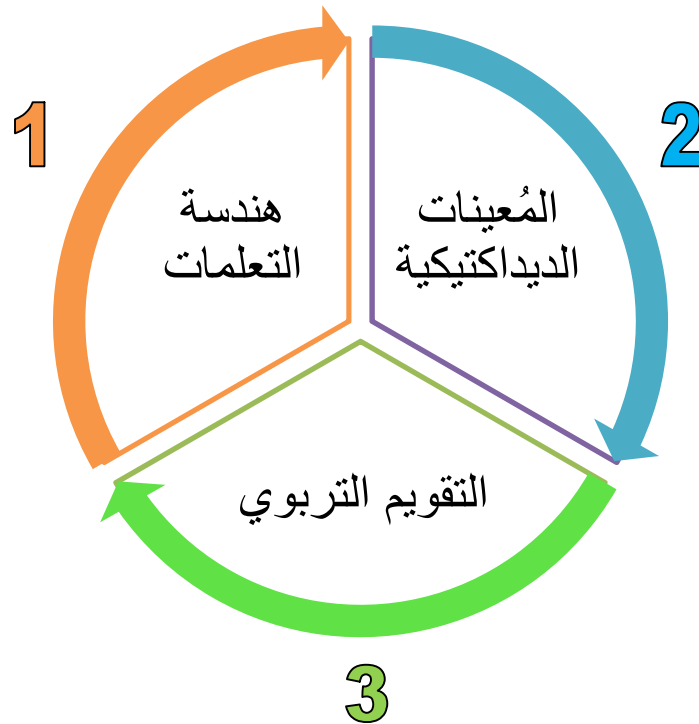 1
هندسة
التعلمات
2
المُعينات
الديداكتيكية
التقويم التربوي
3